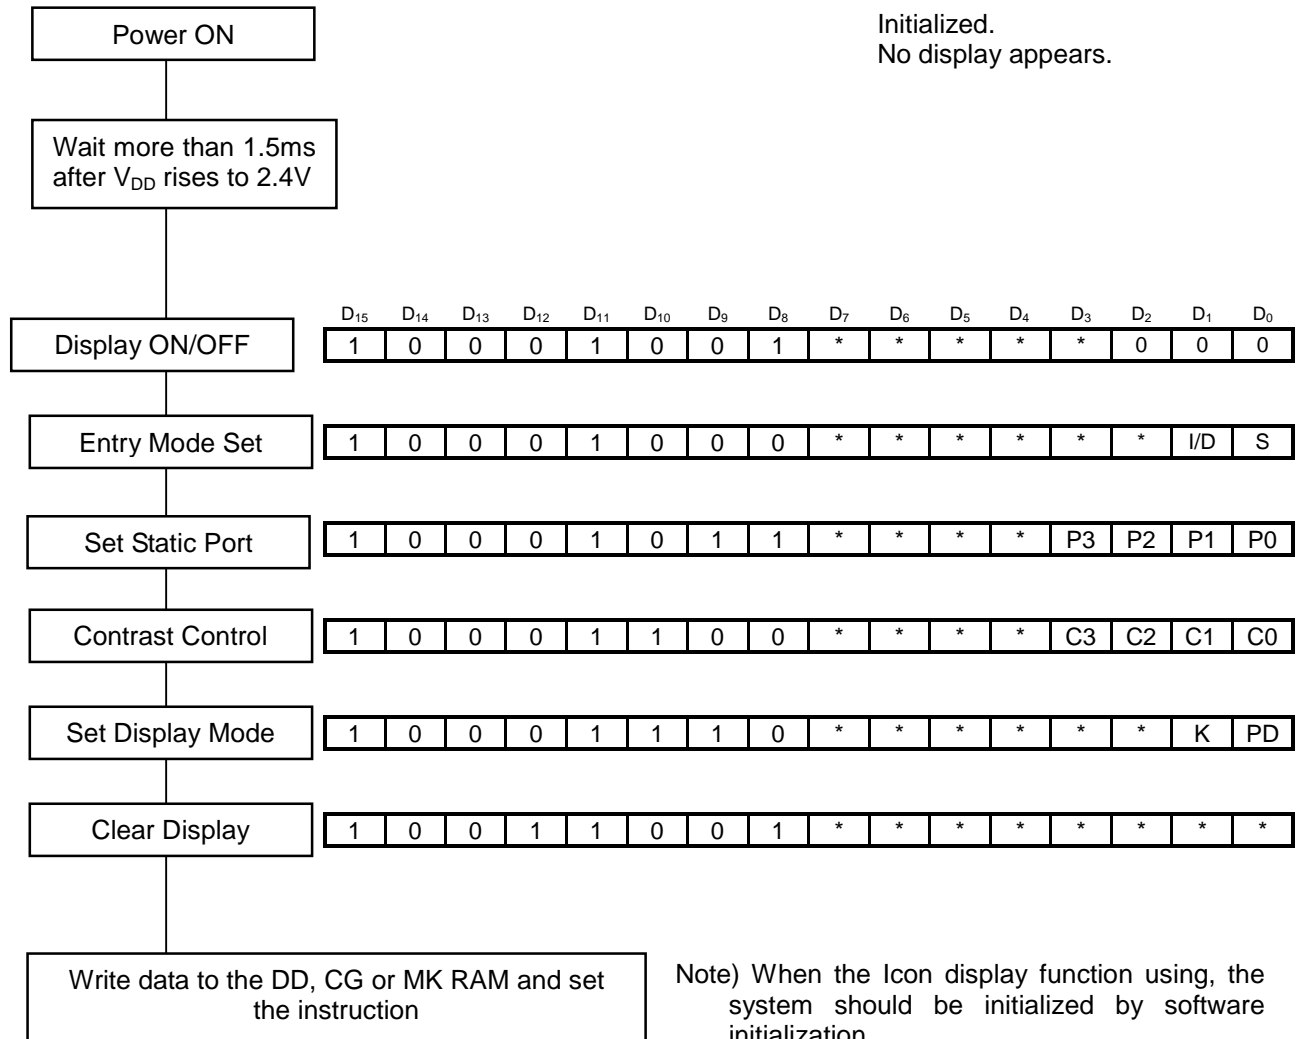 Power ON
Initialized.
No display appears.
Wait more than 1.5ms
after VDD rises to 2.4V
D15 D14 D13 D12 D11 D10 D9 D8 D7 D6 D5 D4 D3 D2 D1 D0
Display ON/OFF 1 0 0 0 1 0 0 1 * * * * * 0 0 0
Entry Mode Set 1 0 0 0 1 0 0 0 * * * * * * I/D S
Set Static Port 1 0 0 0 1 0 1 1 * * * * P3 P2 P1 P0
Contrast Control 1 0 0 0 1 1 0 0 * * * * C3 C2 C1 C0
Set Display Mode 1 0 0 0 1 1 1 0 * * * * * * K PD
Clear Display 1 0 0 1 1 0 0 1 * * * * * * * *
Write data to the DD, CG or MK RAM and set
the instruction
Note) When the Icon display function using, the
system should be initialized by software
initialization